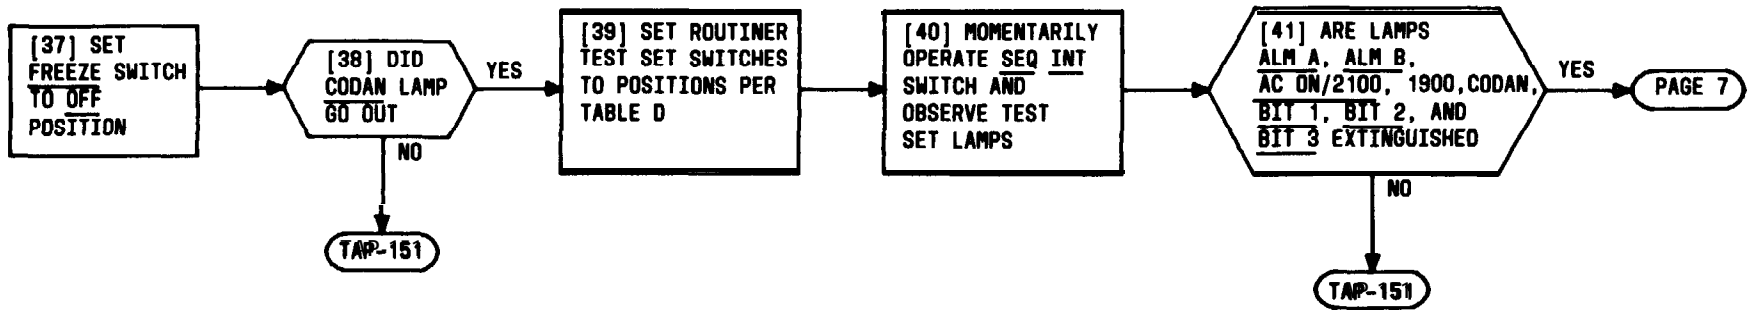 [37] SET
FREEZE SWITCH
TO OFF
POSITION
[38] DID
CODAN LAMP
GO OUT
YES
NO
TAP-151
[39] SET ROUTINER
TEST SET SWITCHES
TO POSITIONS PER
TABLE D
[40] MOMENTARILY
OPERATE SEQ INT
SWITCH AND
OBSERVE TEST
SET LAMPS
[41] ARE LAMPS
ALM A, ALM B,
AC ON/2100, 1900,CODAN,
BIT 1, BIT 2, AND
BIT 3 EXTINGUISHED
YES
PAGE 7
NO
TAP-151